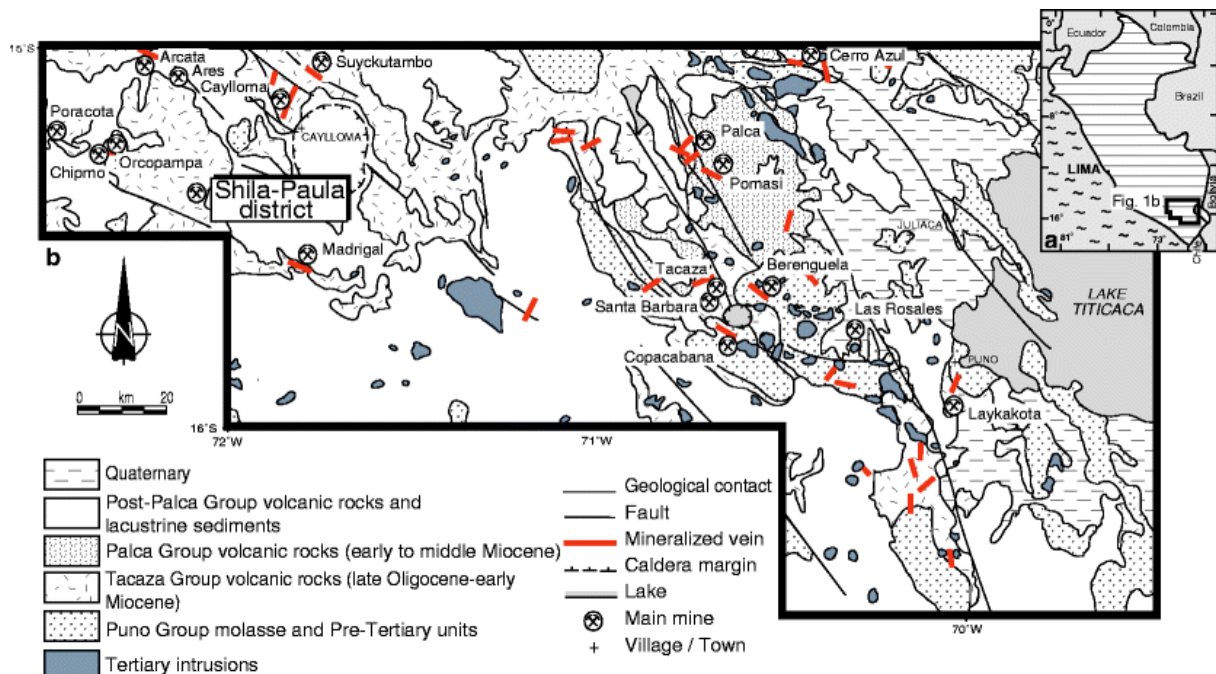 15°S
Arcata
Ares
Caylloma
Suyckutambo
Poracota
CAYLLOMA
Chipmo
Orcopampa
Shila-Paula
district
Madrigal
b
N
0 km 20
16°S
72°W
71°W
70°W
Cerro Azul
Palca
Pomasi
JULIACA
Tacaza
Berenguela
Santa Barbara
Las Rosales
Copacabana
LAKE
TITICACA
PUNO
Laykakota
Ecuador
Colombia
Brazil
LIMA
Bolivia
Fig. 1b
16°
81°
73°
a
Quaternary
Post-Palca Group volcanic rocks and
lacustrine sediments
Palca Group volcanic rocks (early to middle Miocene)
Tacaza Group volcanic rocks (late Oligocene-early
Miocene)
Puno Group molasse and Pre-Tertiary units
Tertiary intrusions
Geological contact
Fault
Mineralized vein
Caldera margin
Lake
Main mine
+ Village / Town